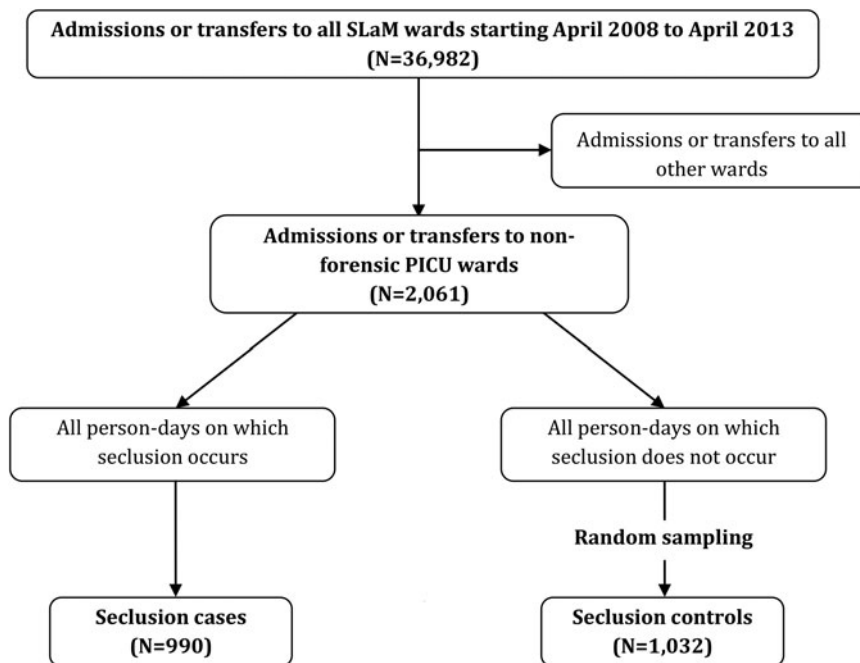 Admissions or transfers to all SLaM wards starting April 2008 to April 2013
(N=36,982)
Admissions or transfers to all
other wards
Admissions or transfers to non-
forensic PICU wards
(N=2,061)
All person-days on which
seclusion occurs
All person-days on which
seclusion does not occur
Random sampling
Seclusion cases
(N=990)
Seclusion controls
(N=1,032)